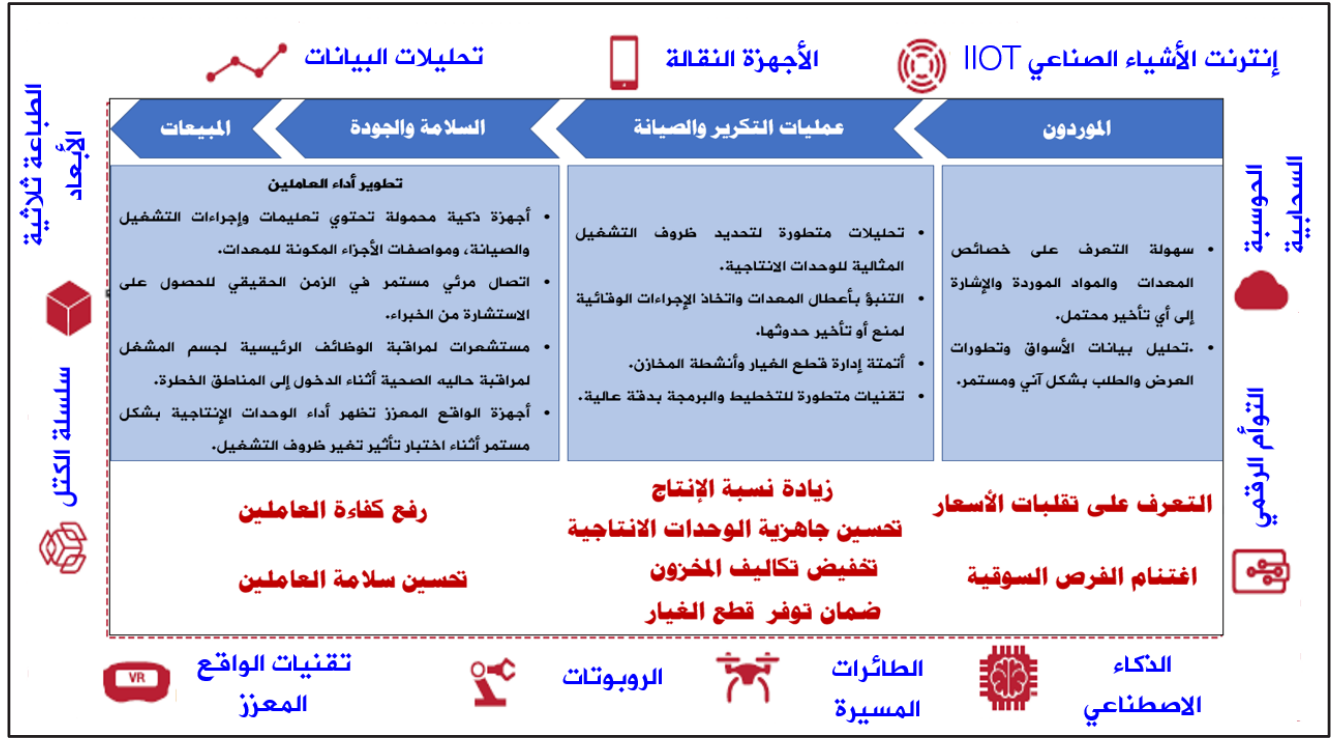 إنترنت الأشياء الصناعي IIOT
الأجهزة النقالة
تحليلات البيانات
الموردون
عمليات التكرير والصيانة
السلامة والجودة
المبيعات
الحوسبة
السحابية
التوأم الرقمي
• سهولة التعرف على خصائص
المعدات والمواد الموردة والإشارة
إلى أي تأخير محتمل.
• .تحليل بيانات الأسواق وتطورات
العرض والطلب بشكل آني ومستمر.
• تحليلات متطورة لتحديد ظروف التشغيل
المثالية للوحدات الانتاجية.
• التنبؤ بأعطال المعدات واتخاذ الإجراءات الوقائية
لمنع أو تأخير حدوثها.
• أتمتة إدارة قطع الغيار وأنشطة المخازن.
• تقنيات متطورة للتخطيط والبرمجة بدقة عالية.
تطوير أداء العاملين
• أجهزة ذكية محمولة تحتوي تعليمات وإجراءات التشغيل
والصيانة، ومواصفات الأجزاء المكونة للمعدات.
• اتصال مرئي مستمر في الزمن الحقيقي للحصول على
الاستشارة من الخبراء.
• مستشعرات لمراقبة الوظائف الرئيسية لجسم المشغل
لمراقبة حاليه الصحية أثناء الدخول إلى المناطق الخطرة.
• أجهزة الواقع المعزز تظهر أداء الوحدات الإنتاجية بشكل
مستمر أثناء اختبار تأثير تغير ظروف التشغيل.
الطباعة ثلاثية
الأبعاد
سلسلة الكتل
التعرف على تقلبات الأسعار
اغتنام الفرص السوقية
زيادة نسبة الإنتاج
تحسين جاهزية الوحدات الانتاجية
تخفيض تكاليف المخزون
ضمان توفر قطع الغيار
رفع كفاءة العاملين
تحسين سلامة العاملين
الذكاء
الاصطناعي
الطائرات
المسيرة
الروبوتات
تقنيات الواقع
المعزز
VR